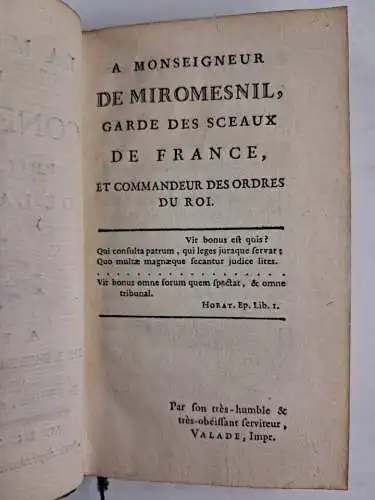 A MONSEIGNEUR
DE MIROMESNIL,
GARDE DES SCEAUX
DE FRANCE,
ET COMMANDEUR DES ORDRES
DU ROI.
Vir bonus eſt quis?
Qui conſulta patrum, qui leges juraque ſervat;
Quo multæ magnæque ſecantur judice lites.
. . . . . . . . . . . . . . . . . .
Vir bonus omne forum quem ſpectat, & omne
tribunal.
HORAT. Ep. Lib. 1.
Par ſon très-humble &
très-obéiſſant ſerviteur,
VALADE, Impr.